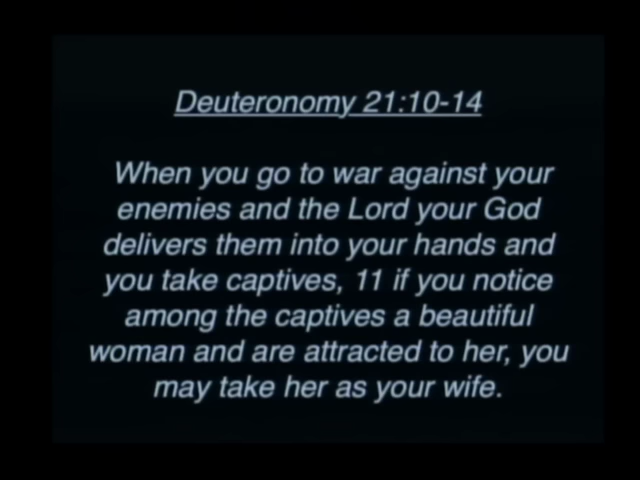 Deuteronomy 21:10-14
When you go to war against your
enemies and the Lord your God
delivers them into your hands and
you take captives, 11 if you notice
among the captives a beautiful
woman and are attracted to her, you
may take her as your wife.